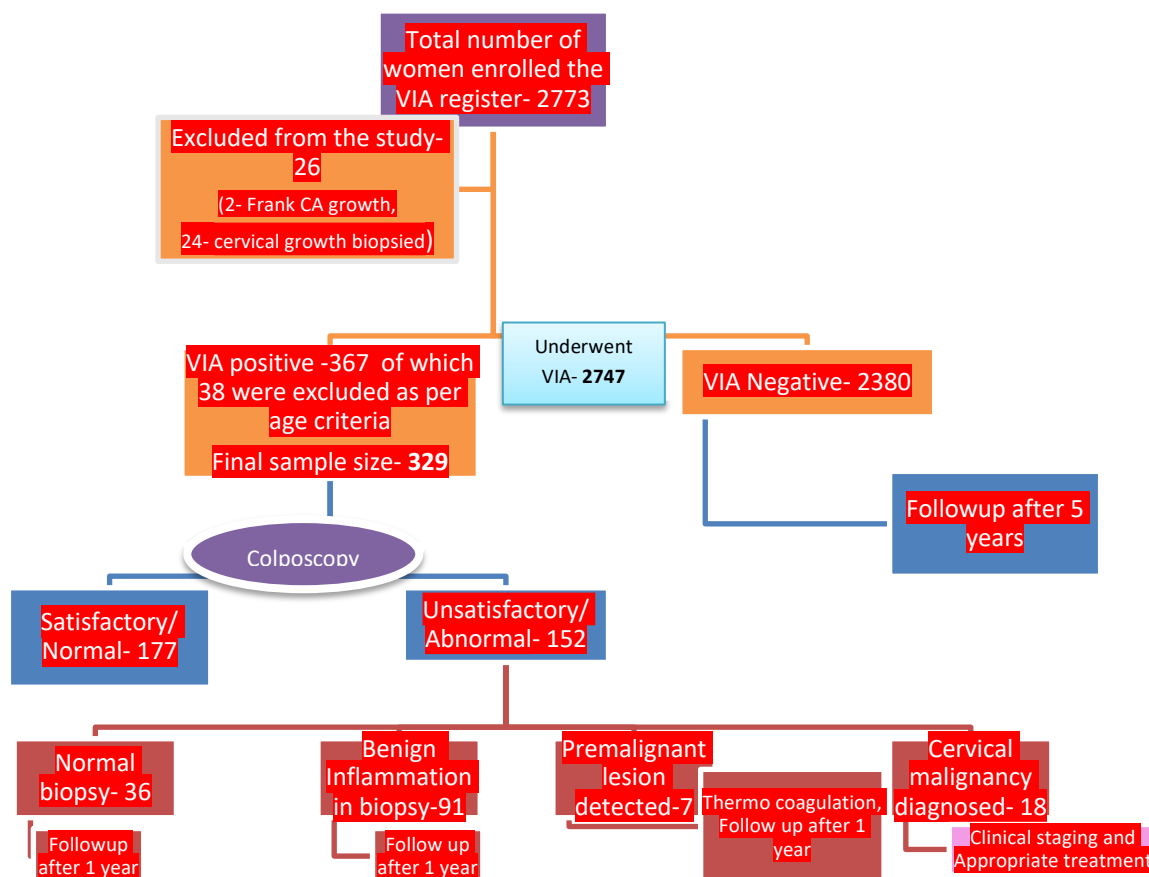 Total number of
women enrolled the
VIA register- 2773
Excluded from the study-
26
(2- Frank CA growth,
24- cervical growth biopsied)
Underwent
VIA- 2747
VIA positive -367 of which
38 were excluded as per
age criteria
Final sample size- 329
VIA Negative- 2380
Followup after 5
years
Colposcopy
Satisfactory/
Normal- 177
Unsatisfactory/
Abnormal- 152
Normal
biopsy- 36
Followup
after 1 year
Benign
Inflammation
in biopsy-91
Follow up
after 1 year
Premalignant
lesion
detected-7
Thermo coagulation,
Follow up after 1
year
Cervical
malignancy
diagnosed- 18
Clinical staging and
Appropriate treatment